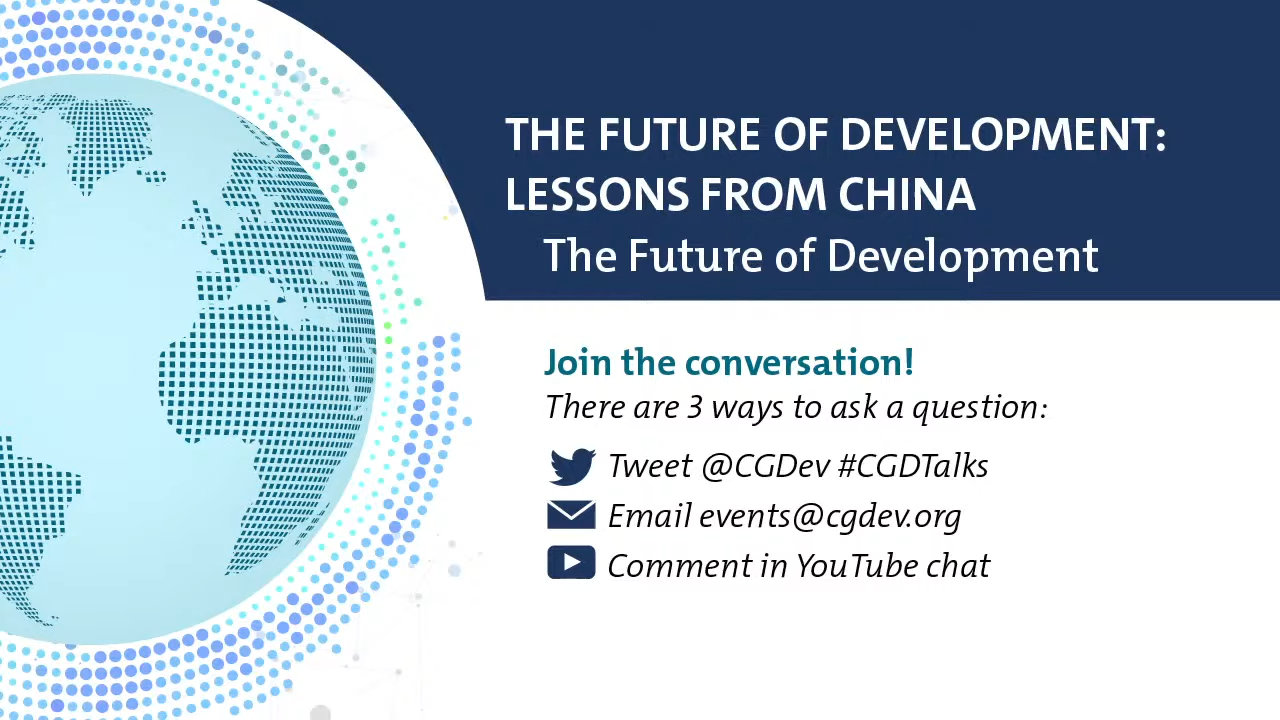 THE FUTURE OF DEVELOPMENT:
LESSONS FROM CHINA
The Future of Development
Join the conversation!
There are 3 ways to ask a question:
Tweet @CGDev #CGDTalks
Email events@cgdev.org
Comment in YouTube chat